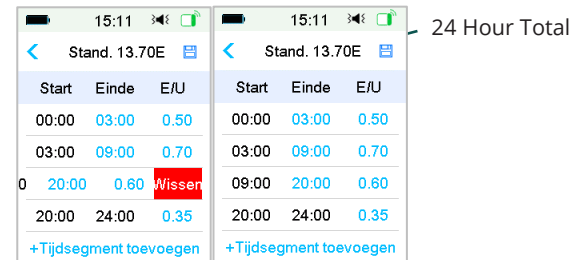 15:11
Stand. 13.70E
Start Einde E/U
00:00 03:00 0.50
03:00 09:00 0.70
0 20:00 0.60 Wissen
20:00 24:00 0.35
+Tijdsegment toevoegen
15:11
Stand. 13.70E
Start Einde E/U
00:00 03:00 0.50
03:00 09:00 0.70
09:00 20:00 0.60
20:00 24:00 0.35
+Tijdsegment toevoegen
24 Hour Total